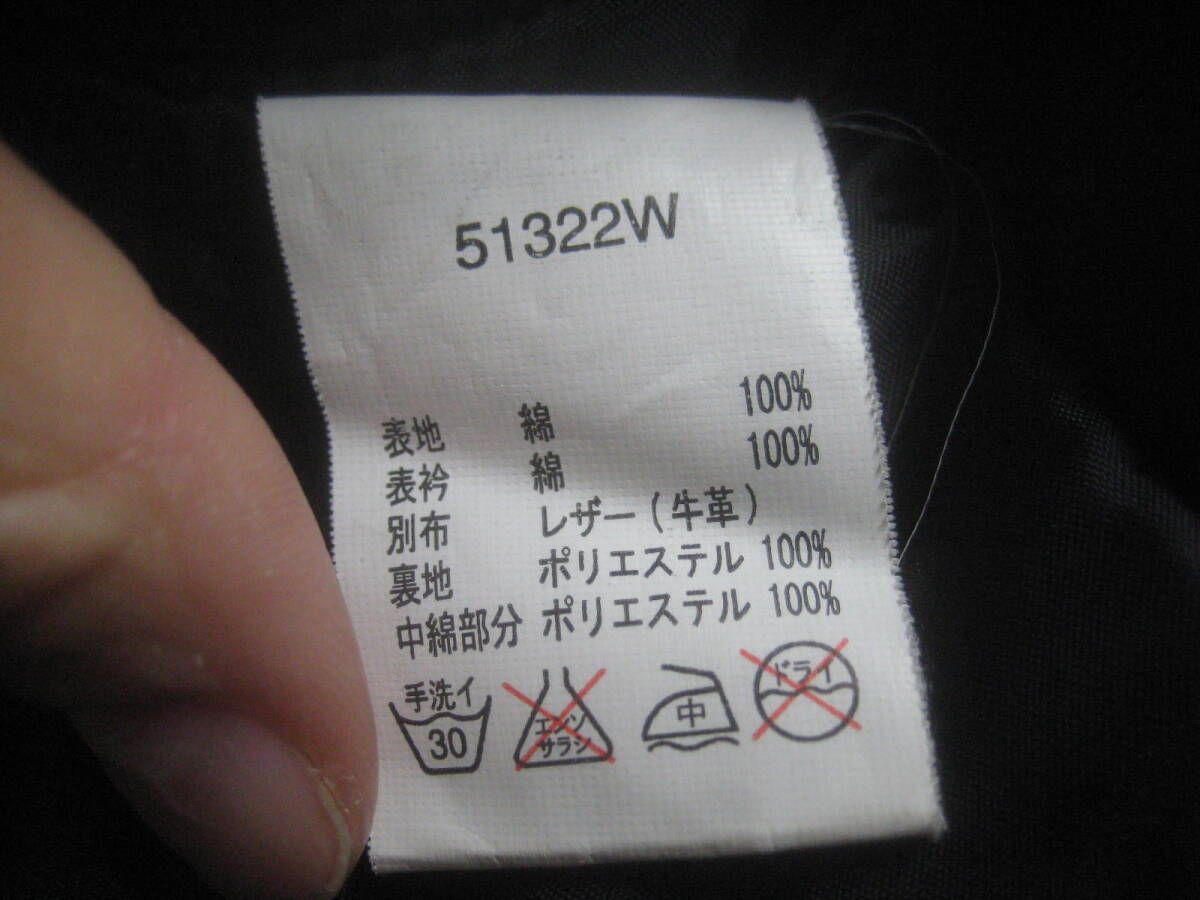 51322W
表地 綿 100%
表衿 綿 100%
別布 レザー(牛革)
裏地 ポリエステル 100%
中綿部分 ポリエステル 100%
手洗イ 30
エンソ サラシ
中
ドライ